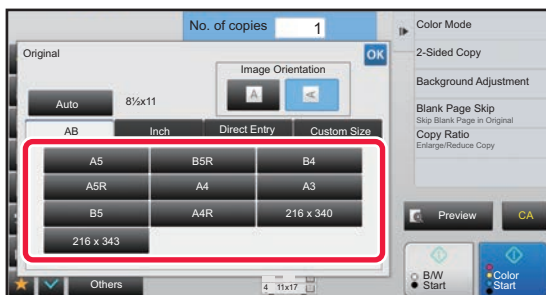 No. of copies 1
Original
OK
Image Orientation
A A
Auto 8½x11
AB Inch Direct Entry Custom Size
A5 B5R B4
A5R A4 A3
B5 A4R 216 x 340
216 x 343
Others
4 11x17
Color Mode
2-Sided Copy
Background Adjustment
Blank Page Skip
Skip Blank Page in Original
Copy Ratio
Enlarge/Reduce Copy
Preview CA
B/W
Start
Color
Start